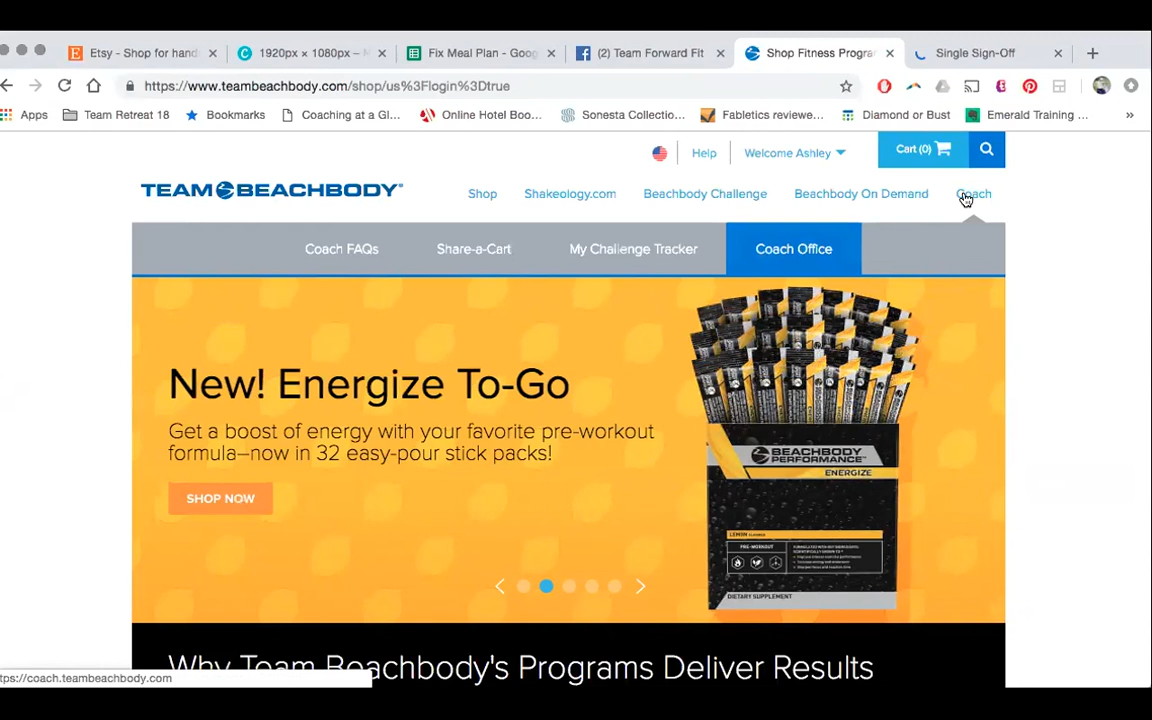 Etsy - Shop for hand
1920px × 1080px –
Fix Meal Plan - Goog
(2) Team Forward Fit
Shop Fitness Progra
Single Sign-Off
https://www.teambeachbody.com/shop/us%3Flogin%3Dtrue
Apps
Team Retreat 18
Bookmarks
Coaching at a Gl...
Online Hotel Boo...
Sonesta Collectio...
Fabletics reviewe...
Diamond or Bust
Emerald Training ...
Help
Welcome Ashley
Cart (0)
TEAM BEACHBODY
Shop
Shakeology.com
Beachbody Challenge
Beachbody On Demand
Coach
Coach FAQs
Share-a-Cart
My Challenge Tracker
Coach Office
New! Energize To-Go
Get a boost of energy with your favorite pre-workout
formula–now in 32 easy-pour stick packs!
SHOP NOW
BEACHBODY
PERFORMANCE™
ENERGIZE
LEMON
PRE-WORKOUT
DIETARY SUPPLEMENT
Why Team Beachbody's Programs Deliver Results
tps://coach.teambeachbody.com